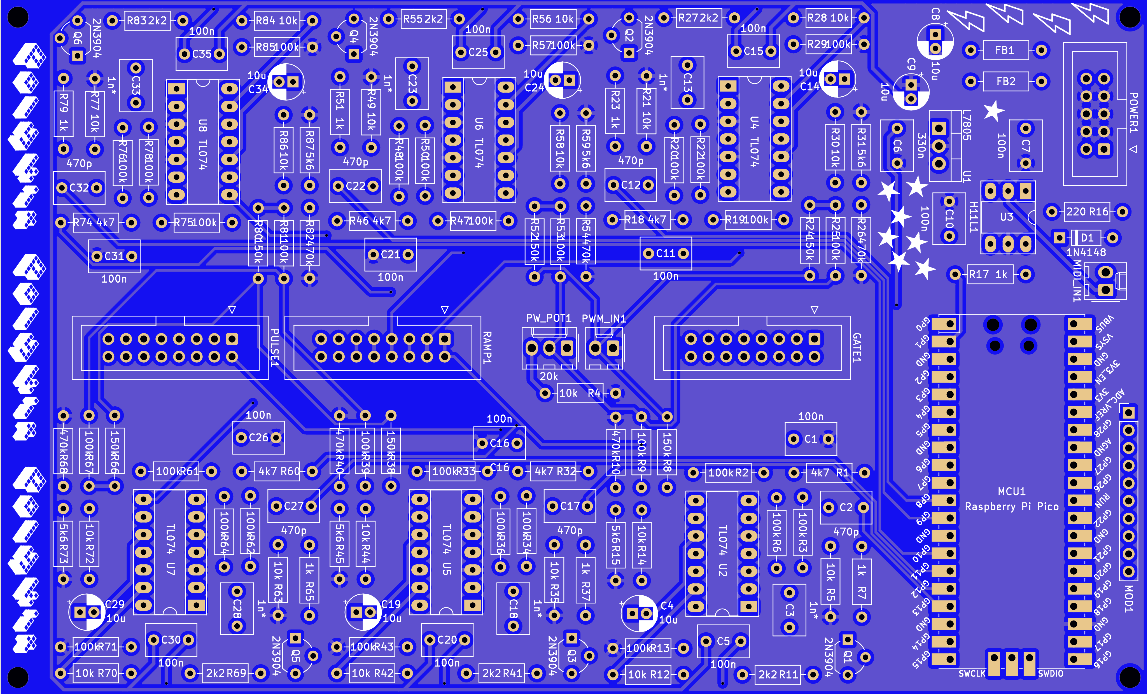 Q6
2N3904
R83 2k2
100n
C35
R84 10k
R85 100k
Q4
2N3904
R55 2k2
100n
C25
R56 10k
R57 100k
Q2
2N3904
R27 2k2
100n
C15
R28 10k
R29 100k
C8
10u
FB1
FB2
POWER1
R79 1k
R77 10k
1n*
C33
10u
C34
R51 1k
R49 10k
1n*
C23
10u
C24
R23 1k
R21 10k
1n*
C13
10u
C14
C9
10u
470p
R76 100k
R78 100k
U8 TL074
R86 10k
R87 5k6
470p
R48 100k
R50 100k
U6 TL074
R58 10k
R59 5k6
470p
R20 100k
R22 100k
U4 TL074
R30 10k
R31 5k6
C6
330n
L7805
U1
100n
C7
C32
C22
C12
C10
100n
H11L1
U3
220 R16
R74 4k7
R75 100k
R46 4k7
R47 100k
R18 4k7
R19 100k
D1
1N4148
R80 150k
R81 100k
R82 470k
R52 150k
R53 100k
R54 470k
R24 150k
R25 100k
R26 470k
C31
100n
C21
100n
C11
100n
R17 1k
MIDI_IN1
PULSE1
RAMP1
PW_POT1
20k
PWM_IN1
GATE1
10k R4
GP0
GP1
GND
GP2
GP3
GP4
GP5
GND
GP6
GP7
GP8
GP9
GND
GP10
GP11
GP12
GP13
GND
GP14
GP15
VBUS
VSYS
GND
3V3_EN
3V3
ADC_VREF
GP28
AGND
GP27
GP26
RUN
GP22
GND
GP21
GP20
GP19
GP18
GND
GP17
GP16
MCU1
Raspberry Pi Pico
SWCLK
SWDIO
MOD1
100n
C26
100n
C16
C16
100n
C1
470k R68
100k R67
150k R66
470k R40
100k R39
150k R38
470k R10
100k R9
150k R8
100k R61
4k7 R60
100k R33
4k7 R32
100k R2
4k7 R1
C27
470p
C17
470p
C2
470p
5k6 R73
10k R72
TL074 U7
100k R64
100k R62
5k6 R45
10k R44
TL074 U5
100k R36
100k R34
5k6 R15
10k R14
TL074 U2
100k R6
100k R3
10k R63
1k R65
10k R35
1k R37
10k R5
1k R7
C29
10u
C28
1n*
C19
10u
C18
1n*
C4
10u
C3
1n*
100k R71
C30
100n
2N3904
Q5
100k R43
C20
100n
2N3904
Q3
100k R13
C5
100n
2N3904
Q1
10k R70
2k2 R69
10k R42
2k2 R41
10k R12
2k2 R11